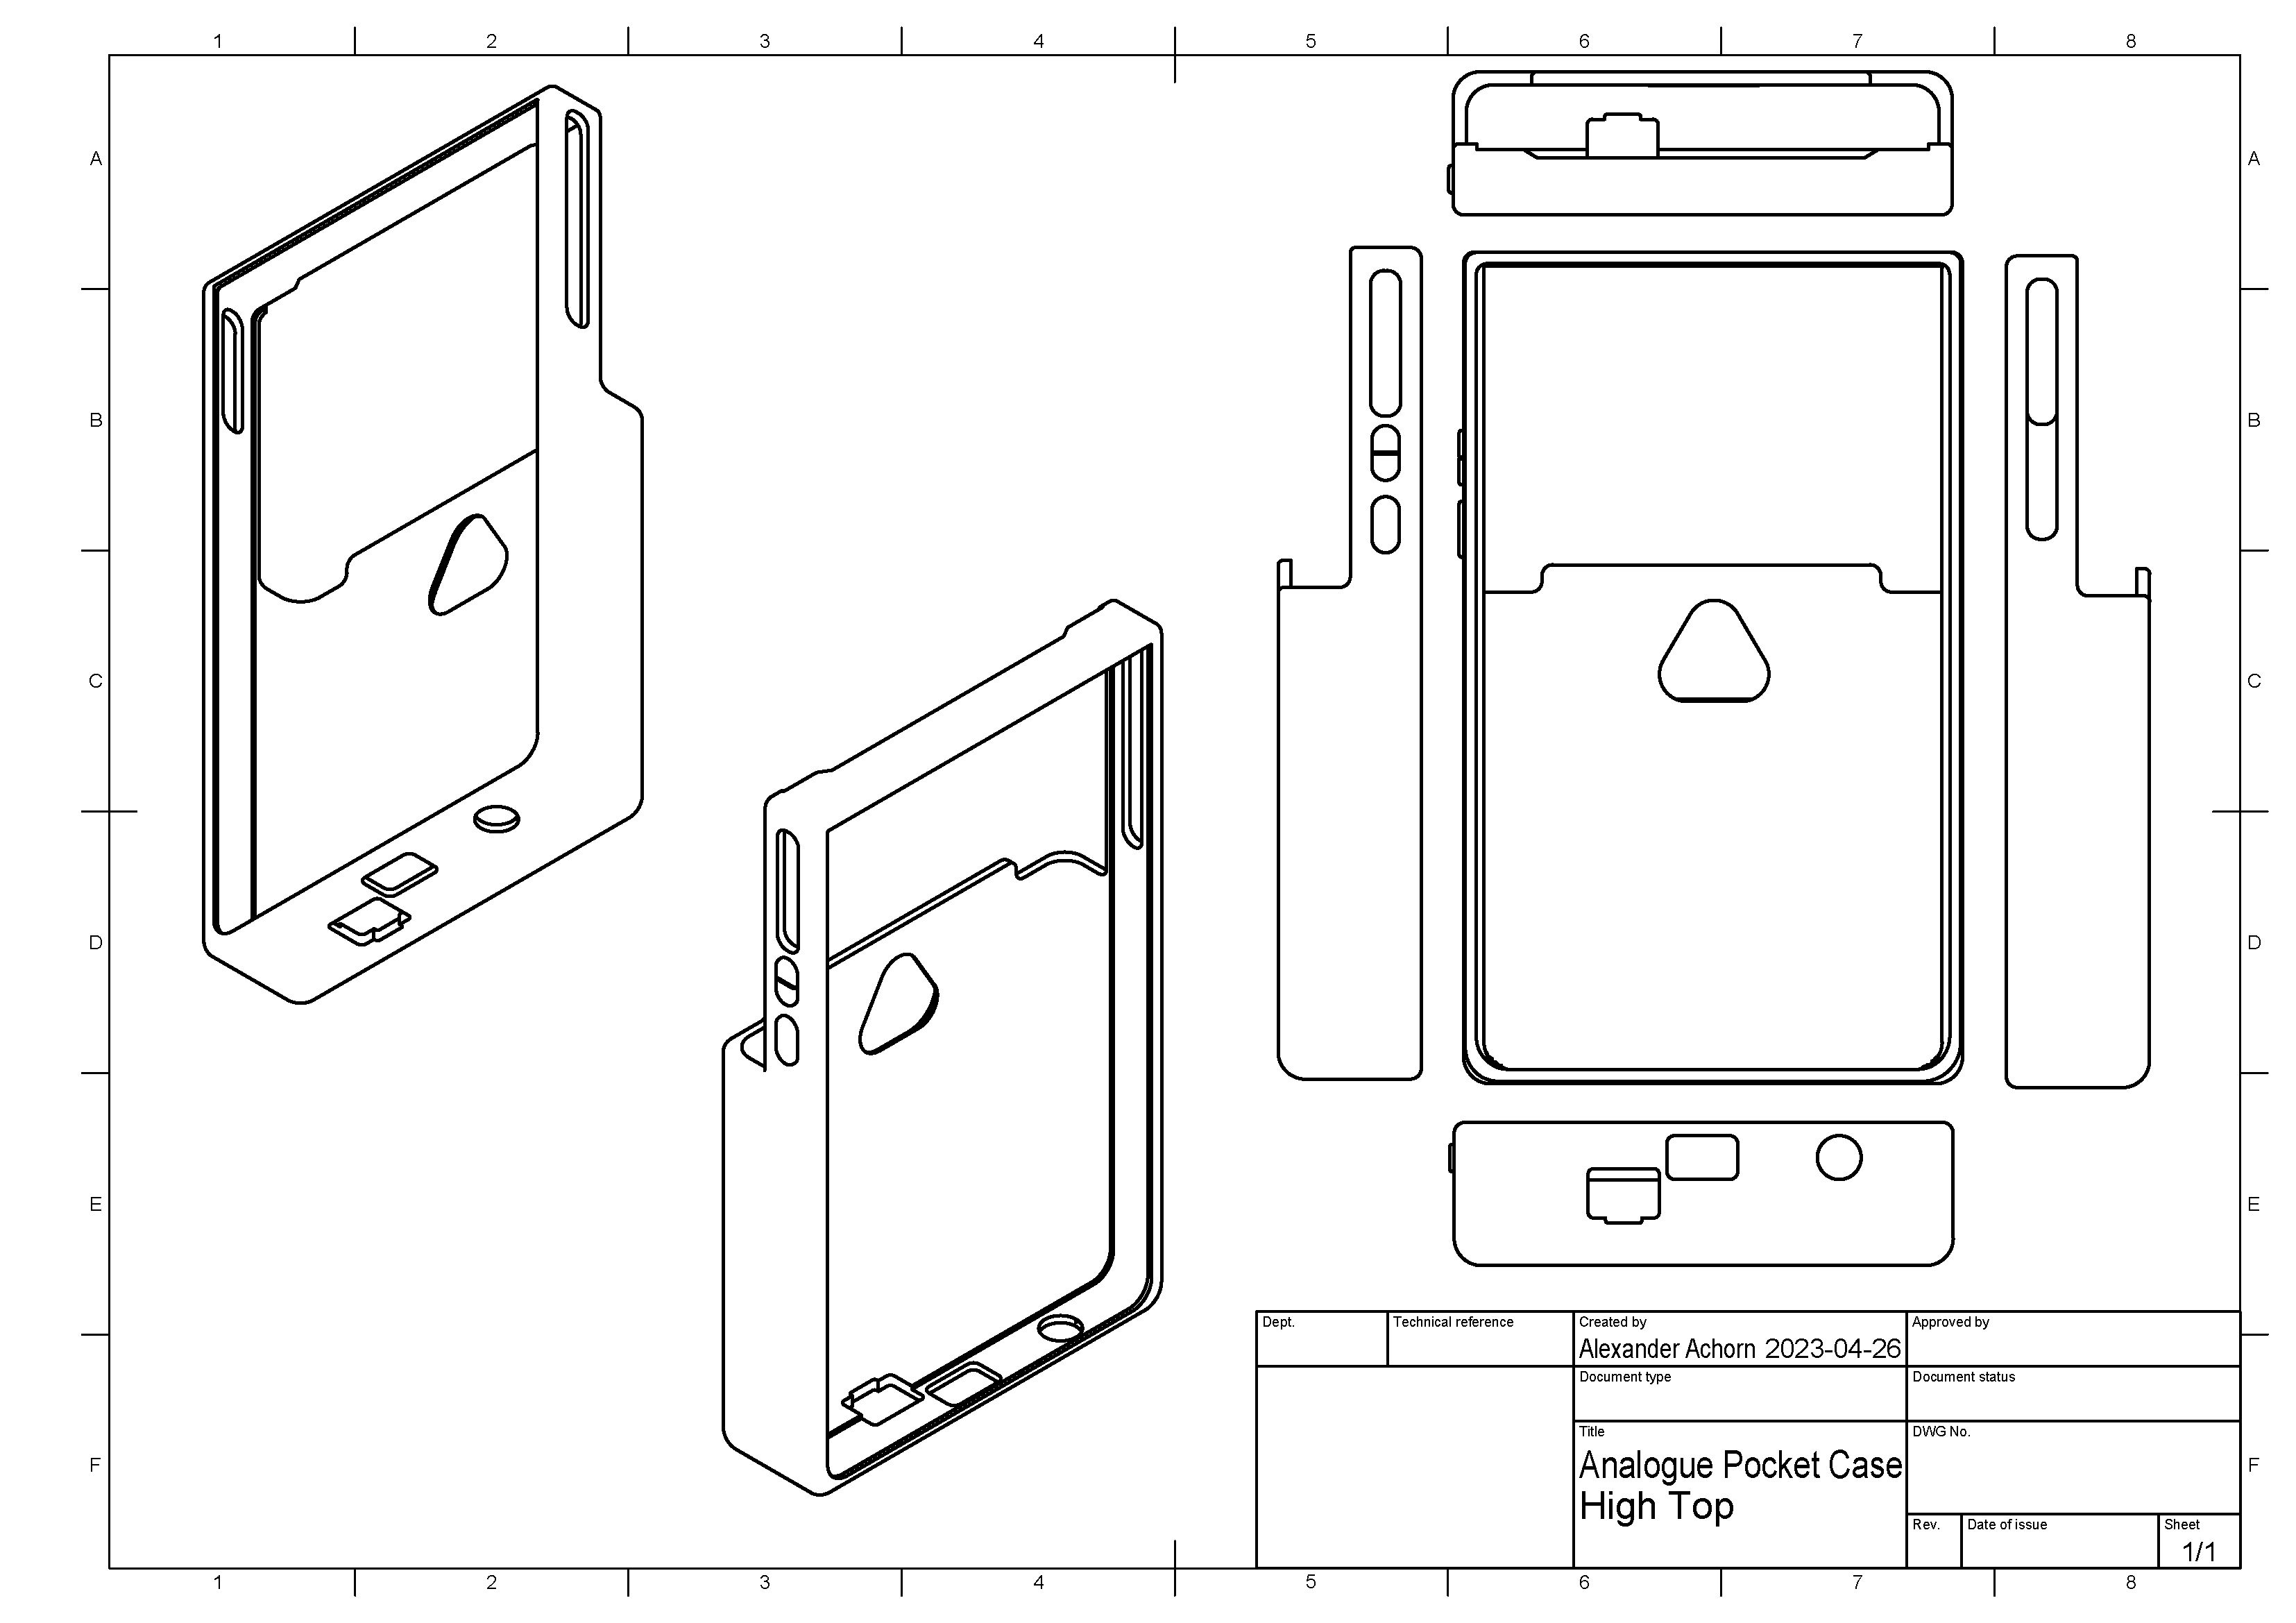 1 2 3 4 5 6 7 8
A A
B B
C C
D D
E E
F F
Dept.
Technical reference
Created by
Alexander Achorn 2023-04-26
Approved by
Document type
Document status
Title
Analogue Pocket Case
High Top
DWG No.
Rev.
Date of issue
Sheet
1/1
1 2 3 4 5 6 7 8